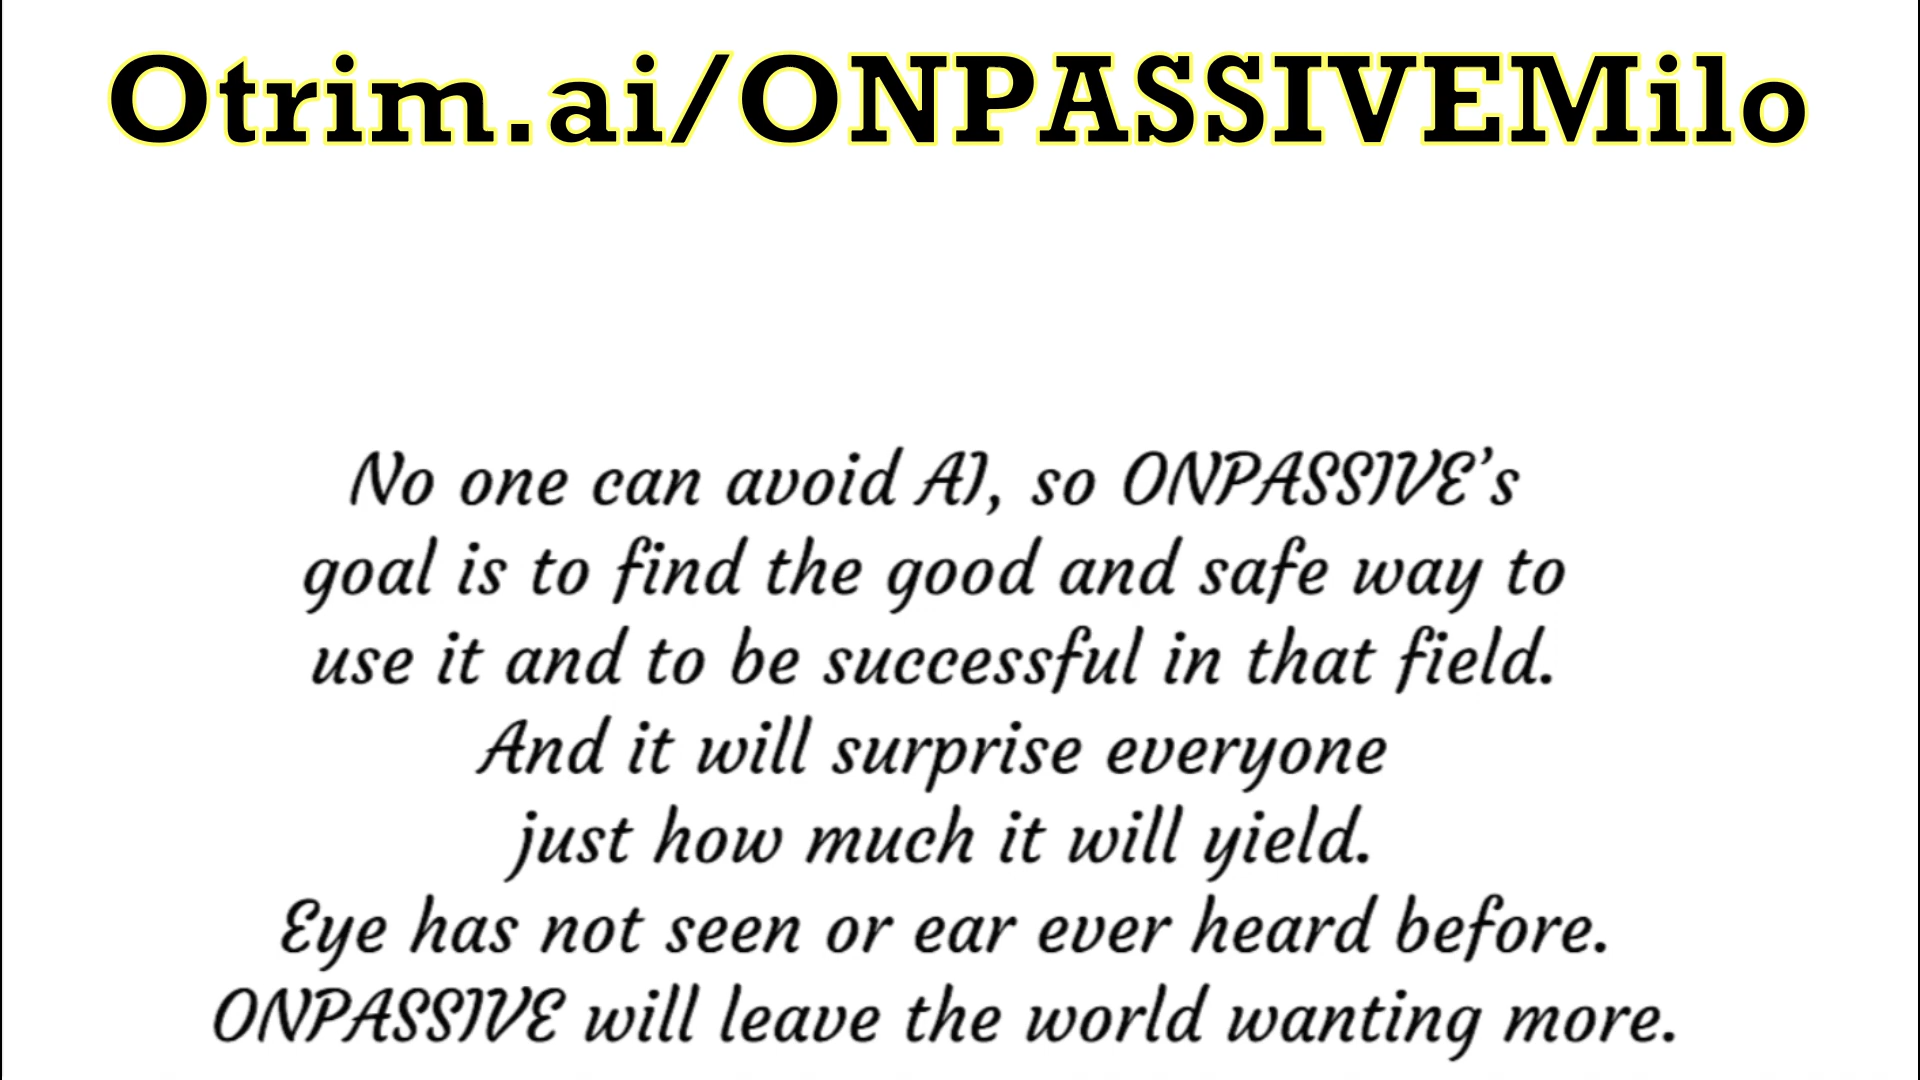 Otrim.ai/ONPASSIVEMilo
No one can avoid AI, so ONPASSIVE’s
goal is to find the good and safe way to
use it and to be successful in that field.
And it will surprise everyone
just how much it will yield.
Eye has not seen or ear ever heard before.
ONPASSIVE will leave the world wanting more.